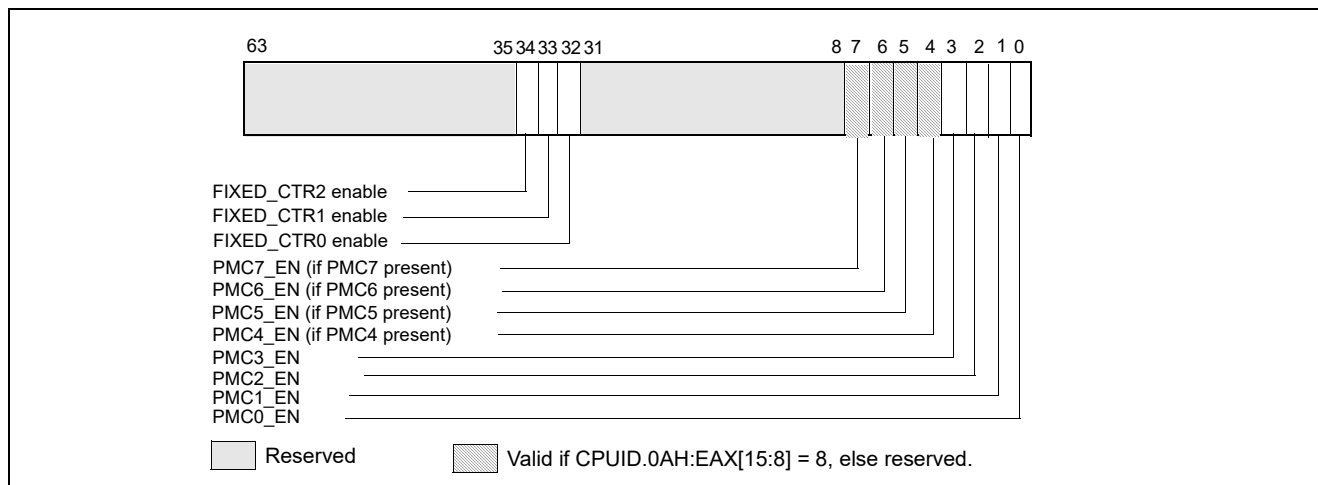 63 35 34 33 32 31 8 7 6 5 4 3 2 1 0
FIXED_CTR2 enable
FIXED_CTR1 enable
FIXED_CTR0 enable
PMC7_EN (if PMC7 present)
PMC6_EN (if PMC6 present)
PMC5_EN (if PMC5 present)
PMC4_EN (if PMC4 present)
PMC3_EN
PMC2_EN
PMC1_EN
PMC0_EN
Reserved Valid if CPUID.0AH:EAX[15:8] = 8, else reserved.